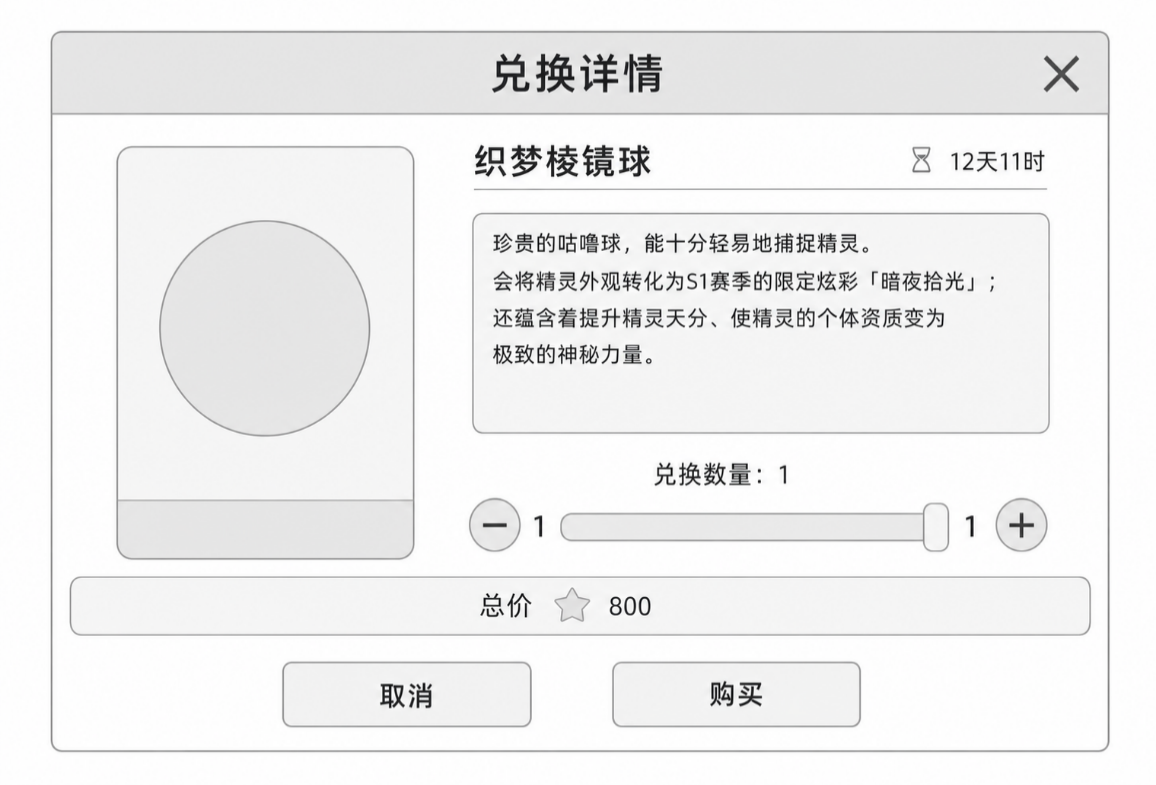 兑换详情
织梦棱镜球
12天11时
珍贵的咕噜球，能十分轻易地捕捉精灵。
会将精灵外观转化为S1赛季的限定炫彩「暗夜拾光」；
还蕴含着提升精灵天分、使精灵的个体资质变为
极致的神秘力量。
兑换数量：1
1
1
总价 800
取消
购买